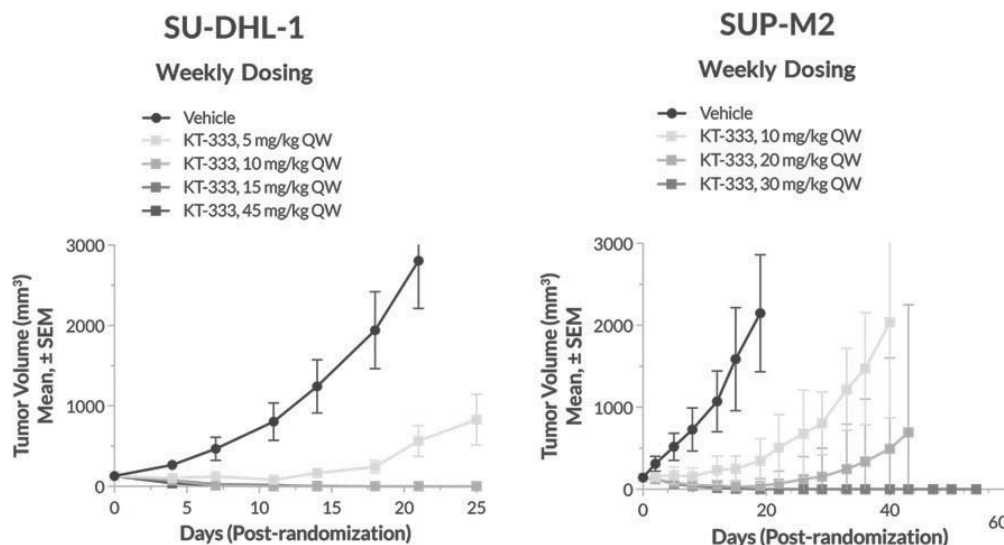 SU-DHL-1
Weekly Dosing
Vehicle
KT-333, 5 mg/kg QW
KT-333, 10 mg/kg QW
KT-333, 15 mg/kg QW
KT-333, 45 mg/kg QW
Tumor Volume (mm³)
Mean, ± SEM
3000
2000
1000
0
0 5 10 15 20 25
Days (Post-randomization)
SUP-M2
Weekly Dosing
Vehicle
KT-333, 10 mg/kg QW
KT-333, 20 mg/kg QW
KT-333, 30 mg/kg QW
Tumor Volume (mm³)
Mean, ± SEM
3000
2000
1000
0
0 20 40 60
Days (Post-randomization)